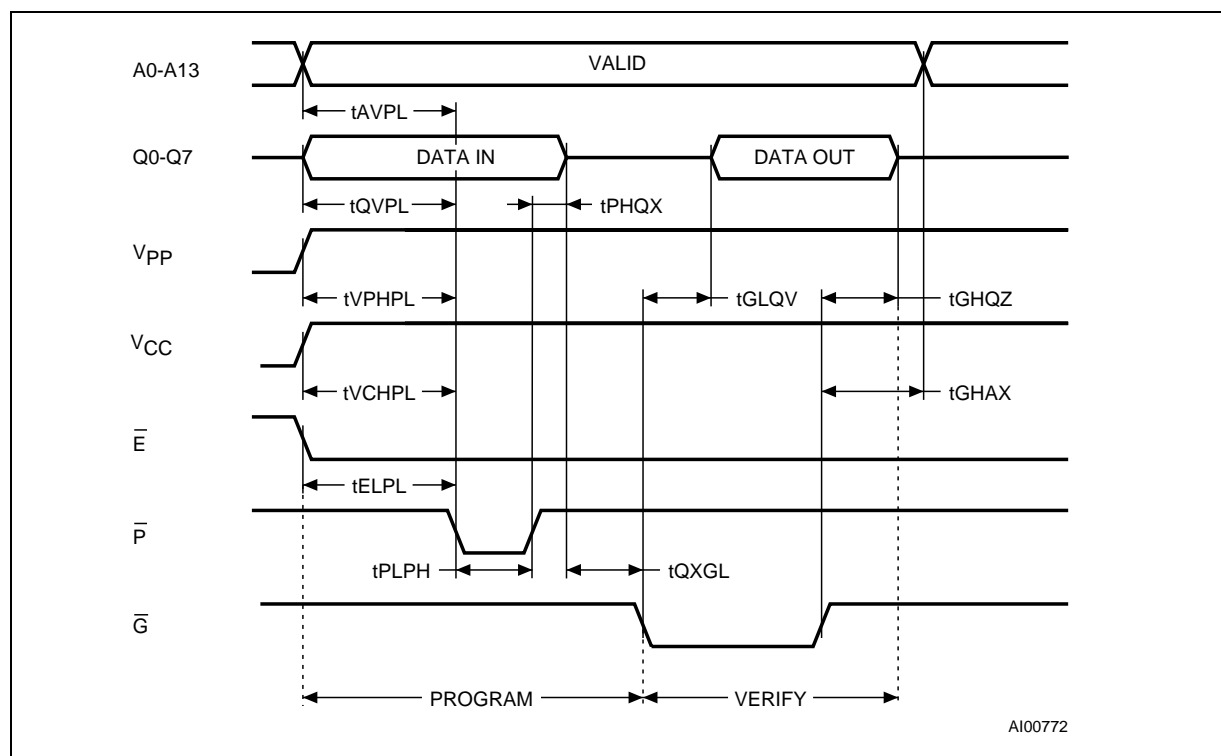 A0-A13
VALID
tAVPL
Q0-Q7
DATA IN
DATA OUT
tQVPL
tPHQX
VPP
tVPHPL
tGLQV
tGHQZ
VCC
tVCHPL
tGHAX
E̅
tELPL
P̅
tPLPH
tQXGL
G̅
PROGRAM
VERIFY
AI00772